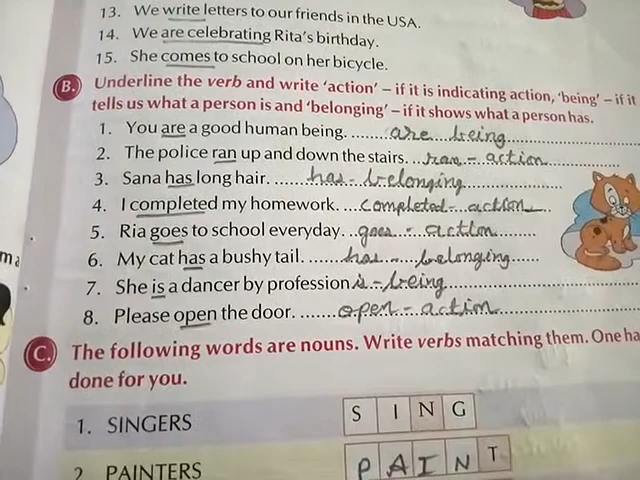 13. We write letters to our friends in the USA.
14. We are celebrating Rita's birthday.
15. She comes to school on her bicycle.
B. Underline the verb and write 'action' – if it is indicating action, 'being' – if it
tells us what a person is and 'belonging' – if it shows what a person has.
1. You are a good human being. ....... are being
2. The police ran up and down the stairs. .. ran - action
3. Sana has long hair. ....... has - belonging
4. I completed my homework. ... completed - action
5. Ria goes to school everyday. .. goes - action
6. My cat has a bushy tail. ....... has - belonging
7. She is a dancer by profession is - being
8. Please open the door. ....... open - action
C. The following words are nouns. Write verbs matching them. One ha
done for you.
1. SINGERS S I N G
2. PAINTERS P A I N T